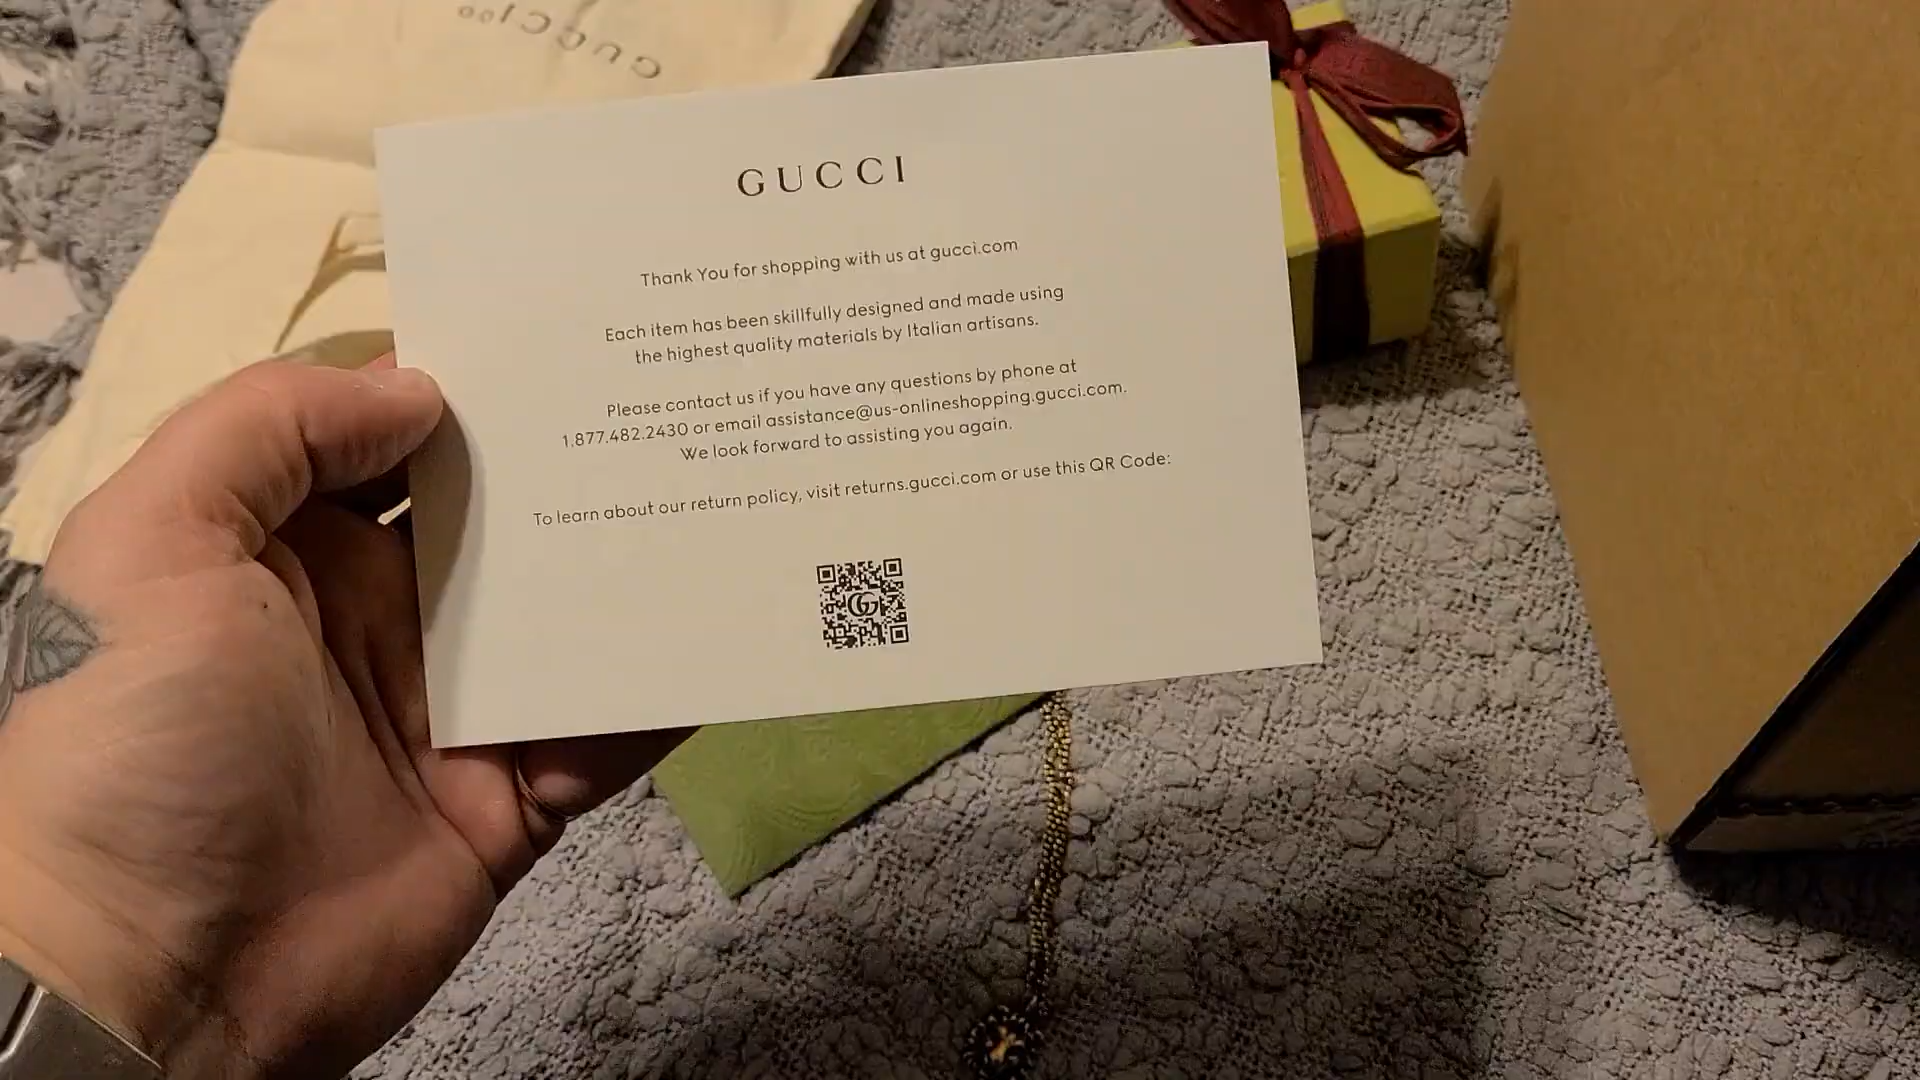 GUCCI100
GUCCI
Thank You for shopping with us at gucci.com
Each item has been skillfully designed and made using
the highest quality materials by Italian artisans.
Please contact us if you have any questions by phone at
1.877.482.2430 or email assistance@us-onlineshopping.gucci.com.
We look forward to assisting you again.
To learn about our return policy, visit returns.gucci.com or use this QR Code:
G